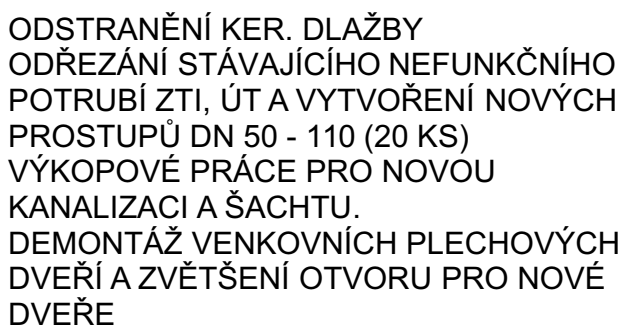 ODSTRANĚNÍ KER. DLAŽBY
ODŘEZÁNÍ STÁVAJÍCÍHO NEFUNKČNÍHO
POTRUBÍ ZTI, ÚT A VYTVOŘENÍ NOVÝCH
PROSTUPŮ DN 50 - 110 (20 KS)
VÝKOPOVÉ PRÁCE PRO NOVOU
KANALIZACI A ŠACHTU.
DEMONTÁŽ VENKOVNÍCH PLECHOVÝCH
DVEŘÍ A ZVĚTŠENÍ OTVORU PRO NOVÉ
DVEŘE